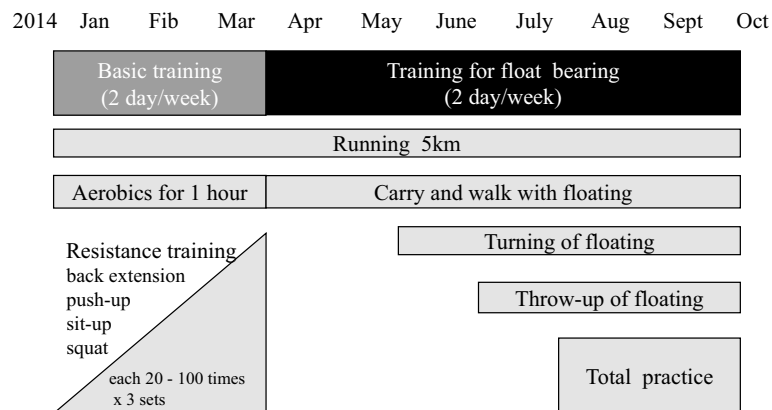 2014 Jan Fib Mar Apr May June July Aug Sept Oct
Basic training
(2 day/week)
Training for float bearing
(2 day/week)
Running 5km
Aerobics for 1 hour
Carry and walk with floating
Turning of floating
Resistance training
back extension
push-up
sit-up
squat
Throw-up of floating
each 20 - 100 times
x 3 sets
Total practice